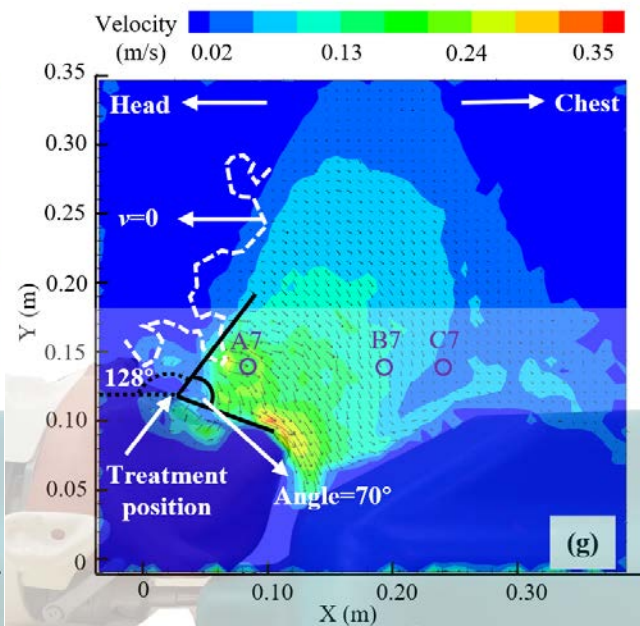 Velocity
(m/s)
0.02 0.13 0.24 0.35
0.35
0.30
0.25
0.20
0.15
0.10
0.05
0
Y (m)
Head
Chest
v=0
A7
B7
C7
128°
Treatment
position
Angle=70°
(g)
0 0.10 0.20 0.30
X (m)